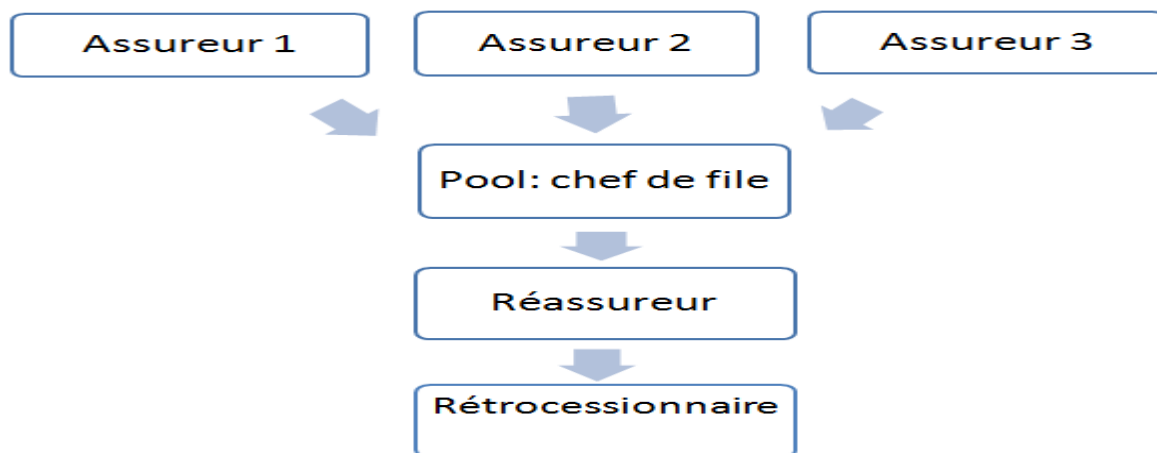 Assureur 1
Assureur 2
Assureur 3
Pool: chef de file
Réassureur
Rétrocessionnaire